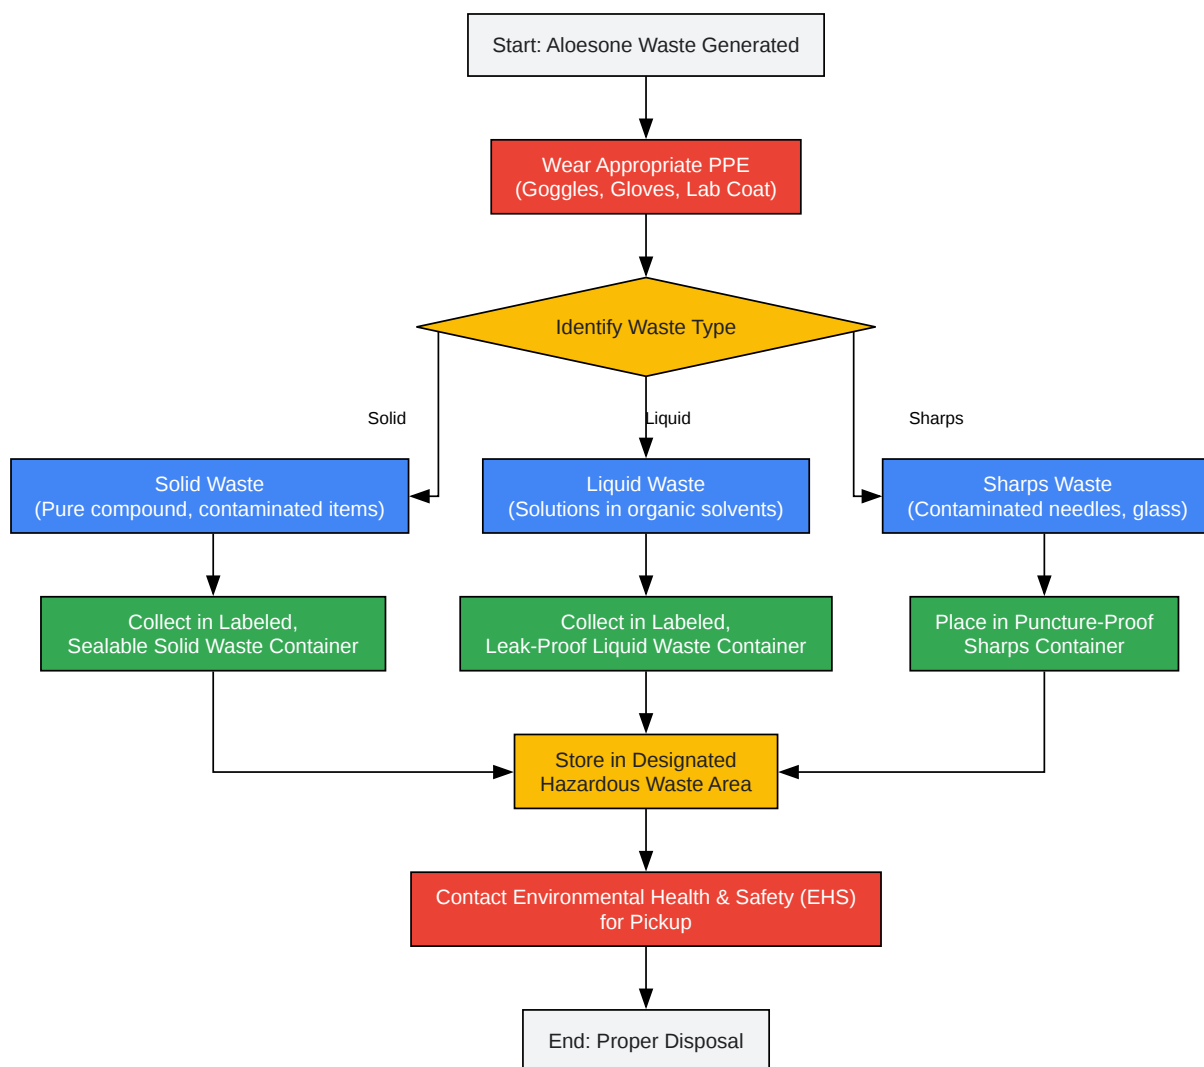 Start: Aloesone Waste Generated
Wear Appropriate PPE
(Goggles, Gloves, Lab Coat)
Identify Waste Type
Solid
Liquid
Sharps
Solid Waste
(Pure compound, contaminated items)
Liquid Waste
(Solutions in organic solvents)
Sharps Waste
(Contaminated needles, glass)
Collect in Labeled,
Sealable Solid Waste Container
Collect in Labeled,
Leak-Proof Liquid Waste Container
Place in Puncture-Proof
Sharps Container
Store in Designated
Hazardous Waste Area
Contact Environmental Health & Safety (EHS)
for Pickup
End: Proper Disposal